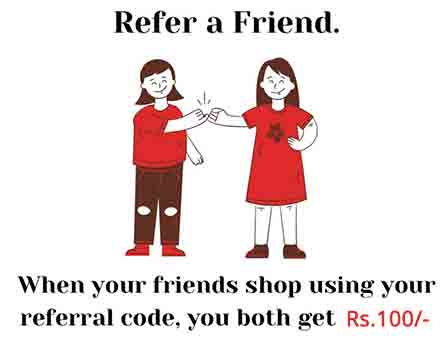 Refer a Friend.
When your friends shop using your
referral code, you both get Rs.100/-